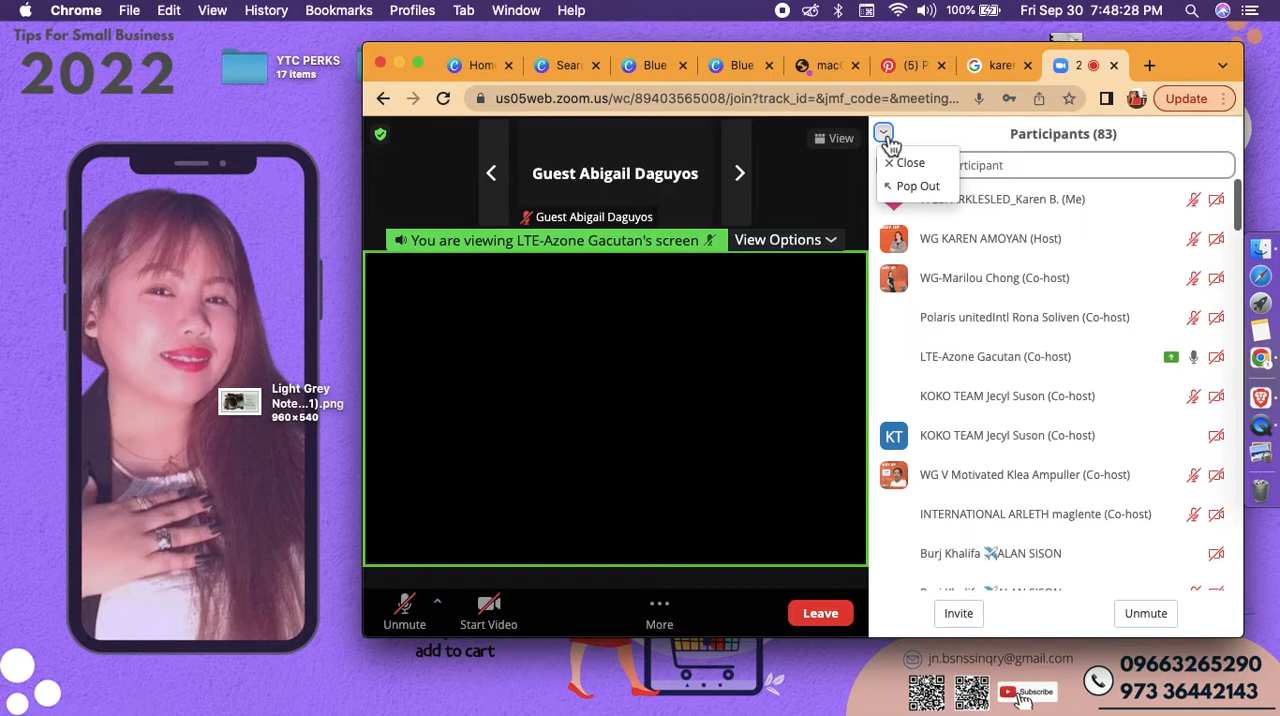 Chrome File Edit View History Bookmarks Profiles Tab Window Help 100% Fri Sep 30 7:48:28 PM
Tips For Small Business
2022
YTC PERKS
17 items
Home Sear Blue Blue mac (5) P karen 2
us05web.zoom.us/wc/89403565008/join?track_id=&jmf_code=&meeting... Update
View
Participants (83)
Close
Pop Out
Guest Abigail Daguyos
Guest Abigail Daguyos
You are viewing LTE-Azone Gacutan's screen View Options
(Me)
WG KAREN AMOYAN (Host)
WG-Marilou Chong (Co-host)
Polaris unitedIntl Rona Soliven (Co-host)
LTE-Azone Gacutan (Co-host)
KOKO TEAM Jecyl Suson (Co-host)
KT KOKO TEAM Jecyl Suson (Co-host)
WG V Motivated Klea Ampuller (Co-host)
INTERNATIONAL ARLETH maglente (Co-host)
Burj Khalifa ✈️ALAN SISON
Light Grey
Note...1).png
960×540
Unmute Start Video More Leave
Invite Unmute
add to cart
jn.bsnssinqry@gmail.com
09663265290
973 36442143
Subscribe